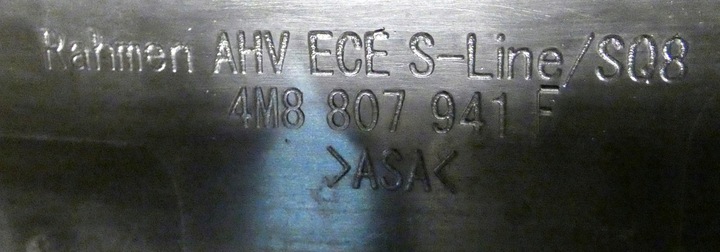 Rahmen AHV ECE S-Line/SQ8
4M8 807 941 F
>ASA<